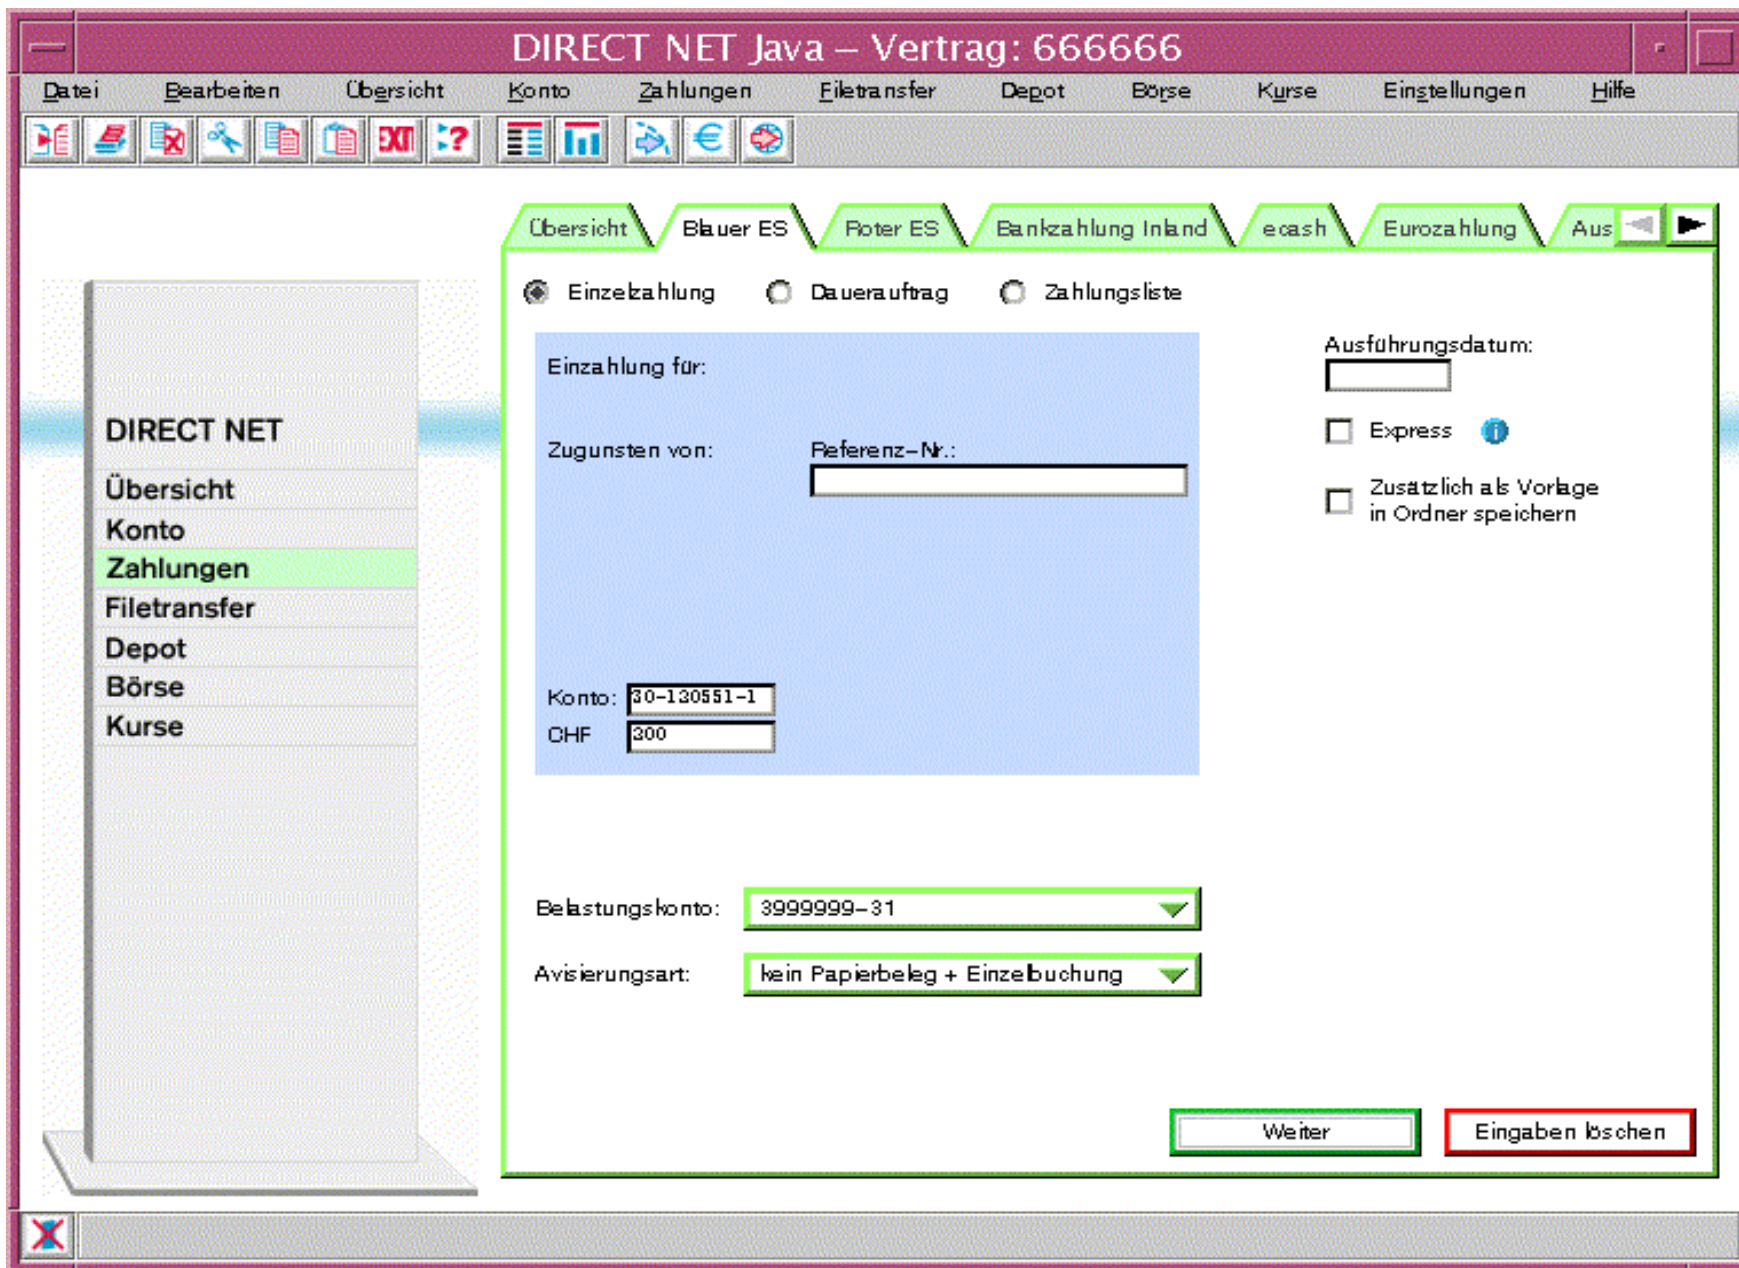 DIRECT NET Java – Vertrag: 666666
Datei Bearbeiten Übersicht Konto Zahlungen Filetransfer Depot Börse Kurse Einstellungen Hilfe
EXIT ?
Übersicht Blauer ES Roter ES Bankzahlung Inland ecash Eurozahlung Aus
Einzelzahlung Dauerauftrag Zahlungsliste
Einzahlung für:
Ausführungsdatum:
Zugunsten von: Referenz-Nr.:
Express
Zusätzlich als Vorlage
in Ordner speichern
DIRECT NET
Übersicht
Konto
Zahlungen
Filetransfer
Depot
Börse
Kurse
Konto: 30-130551-1
CHF 200
Belastungskonto: 3999999-31
Avisierungsart: kein Papierbeleg + Einzelbuchung
Weiter Eingaben löschen